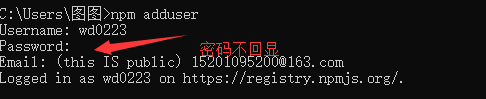 C:\Users\图图>npm adduser
Username: wd0223
Password:
密码不回显
Email: (this IS public) 15201095200@163.com
Logged in as wd0223 on https://registry.npmjs.org/.